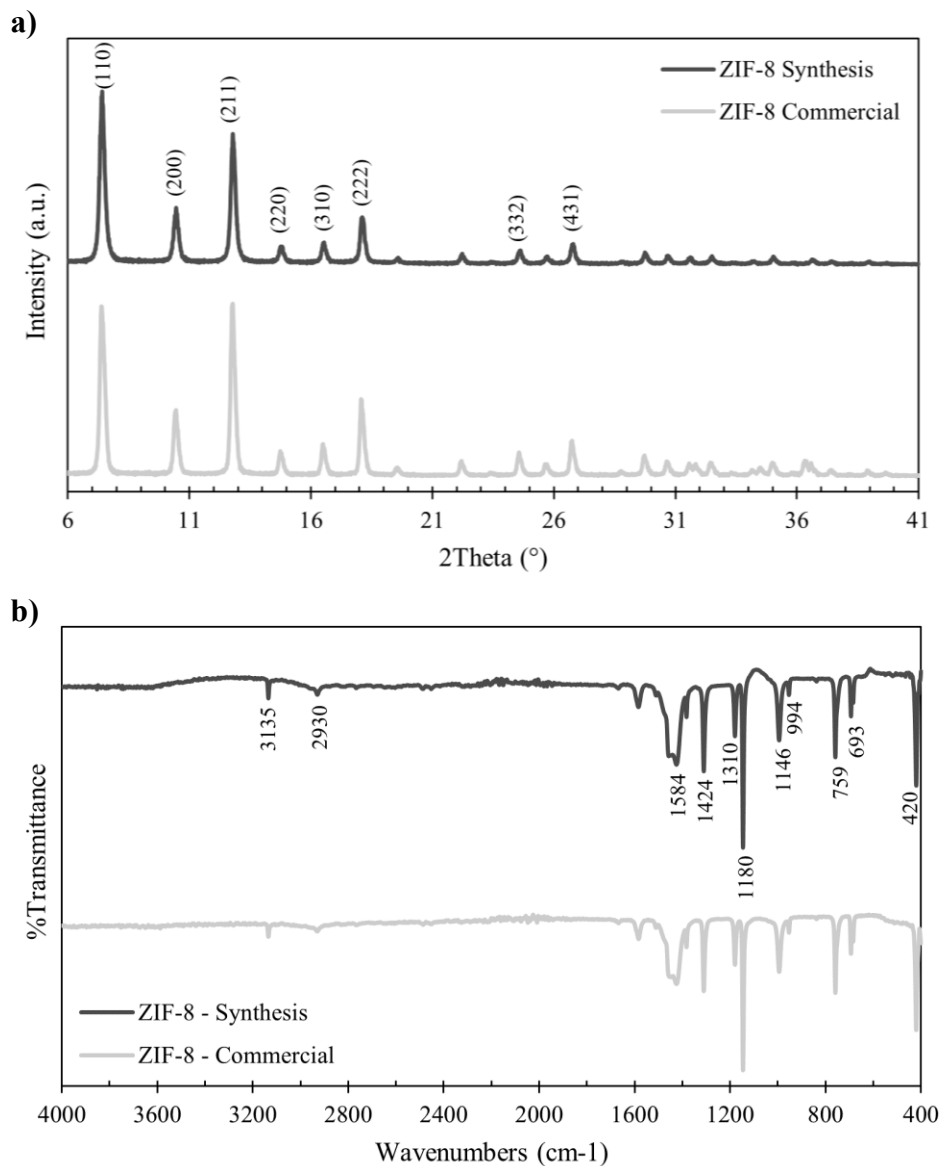 a)
Intensity (a.u.)
(110)
(200)
(211)
(220)
(310)
(222)
(332)
(431)
ZIF-8 Synthesis
ZIF-8 Commercial
6 11 16 21 26 31 36 41
2Theta (°)
b)
%Transmittance
3135
2930
1584
1424
1310
1180
1146
994
759
693
420
ZIF-8 - Synthesis
ZIF-8 - Commercial
4000 3600 3200 2800 2400 2000 1600 1200 800 400
Wavenumbers (cm-1)